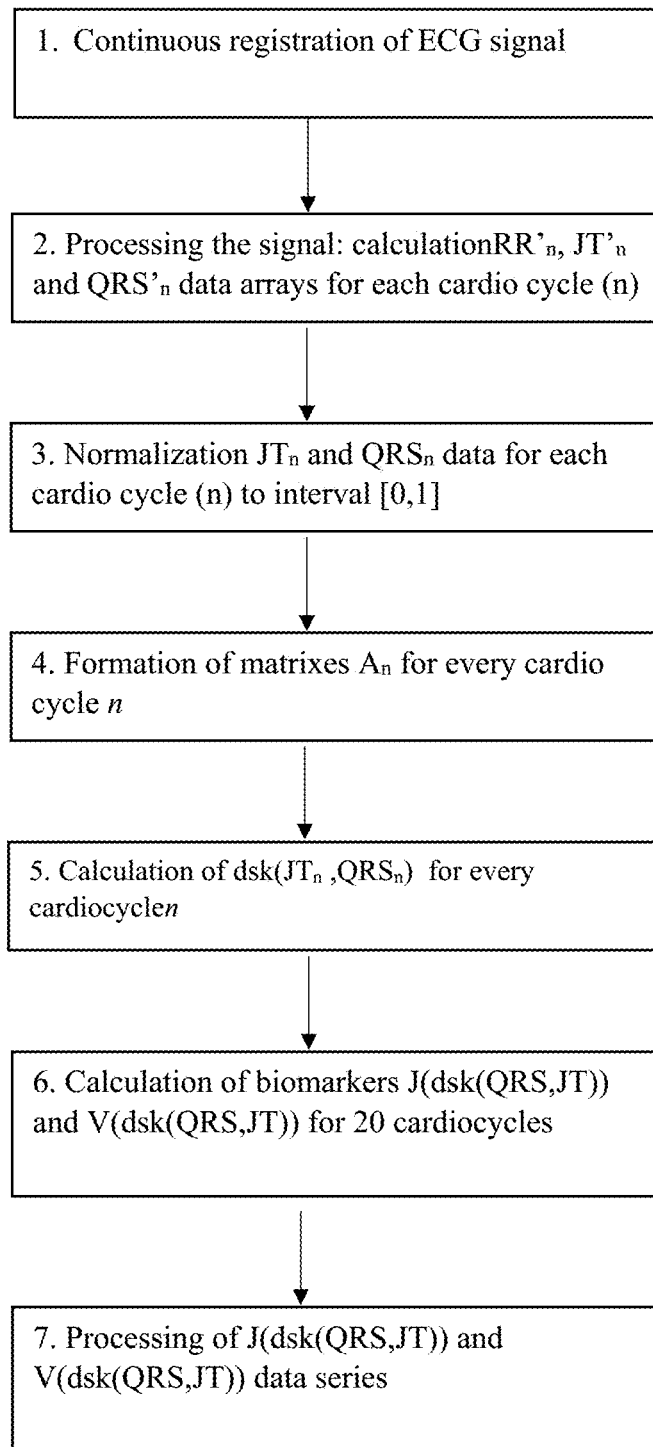 1. Continuous registration of ECG signal
2. Processing the signal: calculationRR’ₙ, JT’ₙ
and QRS’ₙ data arrays for each cardio cycle (n)
3. Normalization JTₙ and QRSₙ data for each
cardio cycle (n) to interval [0,1]
4. Formation of matrixes Aₙ for every cardio
cycle n
5. Calculation of dsk(JTₙ ,QRSₙ) for every
cardiocyclen
6. Calculation of biomarkers J(dsk(QRS,JT))
and V(dsk(QRS,JT)) for 20 cardiocycles
7. Processing of J(dsk(QRS,JT)) and
V(dsk(QRS,JT)) data series